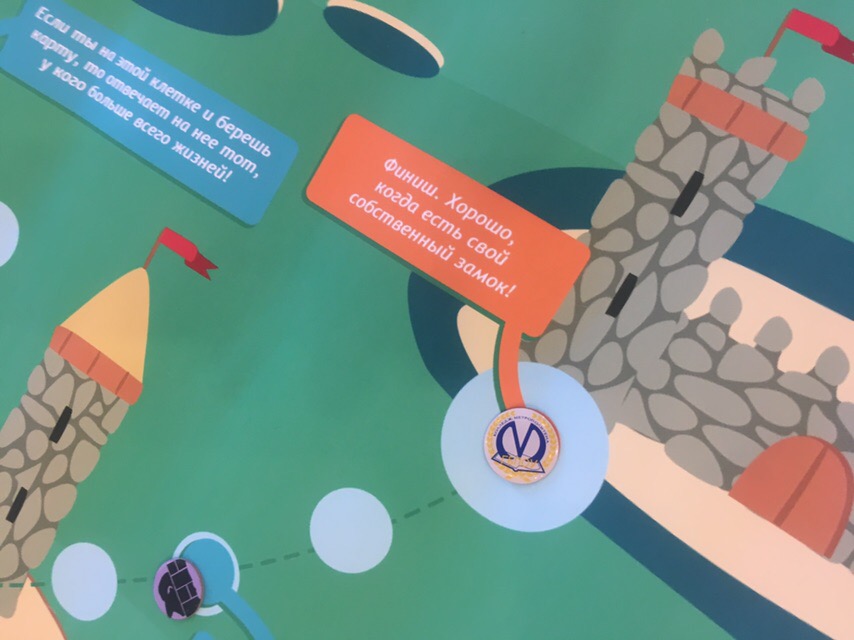 Если ты на этой клетке и берешь
карту, то отвечает на нее тот,
у кого больше всего жизней!
Финиш. Хорошо,
когда есть свой
собственный замок!